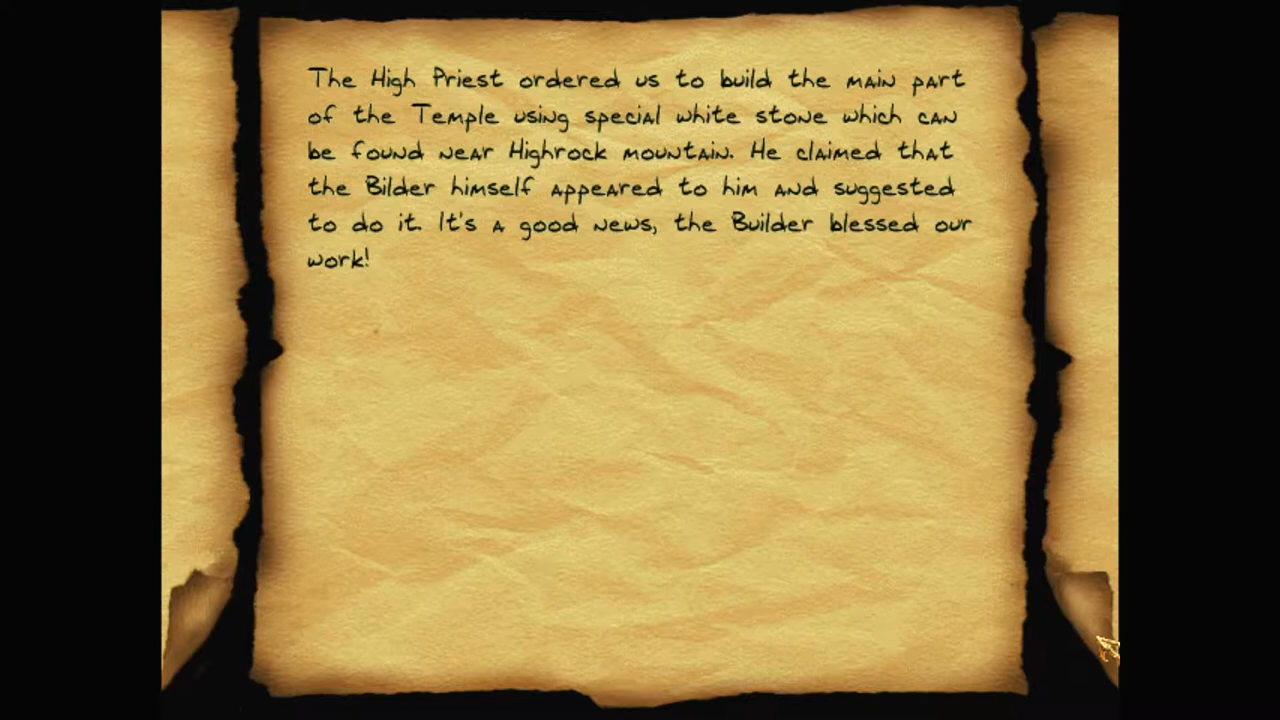 The High Priest ordered us to build the main part
of the Temple using special white stone which can
be found near Highrock mountain. He claimed that
the Bilder himself appeared to him and suggested
to do it. It's a good news, the Builder blessed our
work!